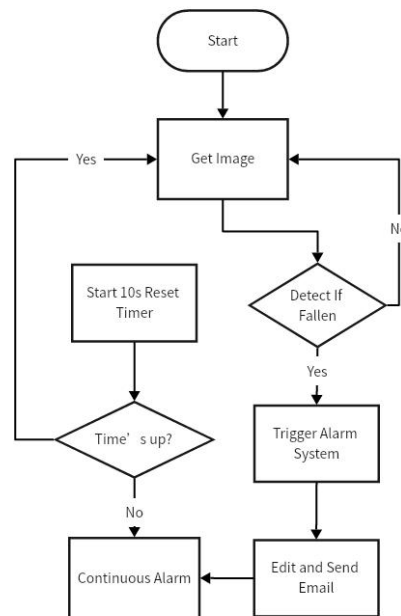 Start
Yes
Get Image
No
Start 10s Reset
Timer
Detect If
Fallen
Yes
Time’s up?
Trigger Alarm
System
No
Continuous Alarm
Edit and Send
Email